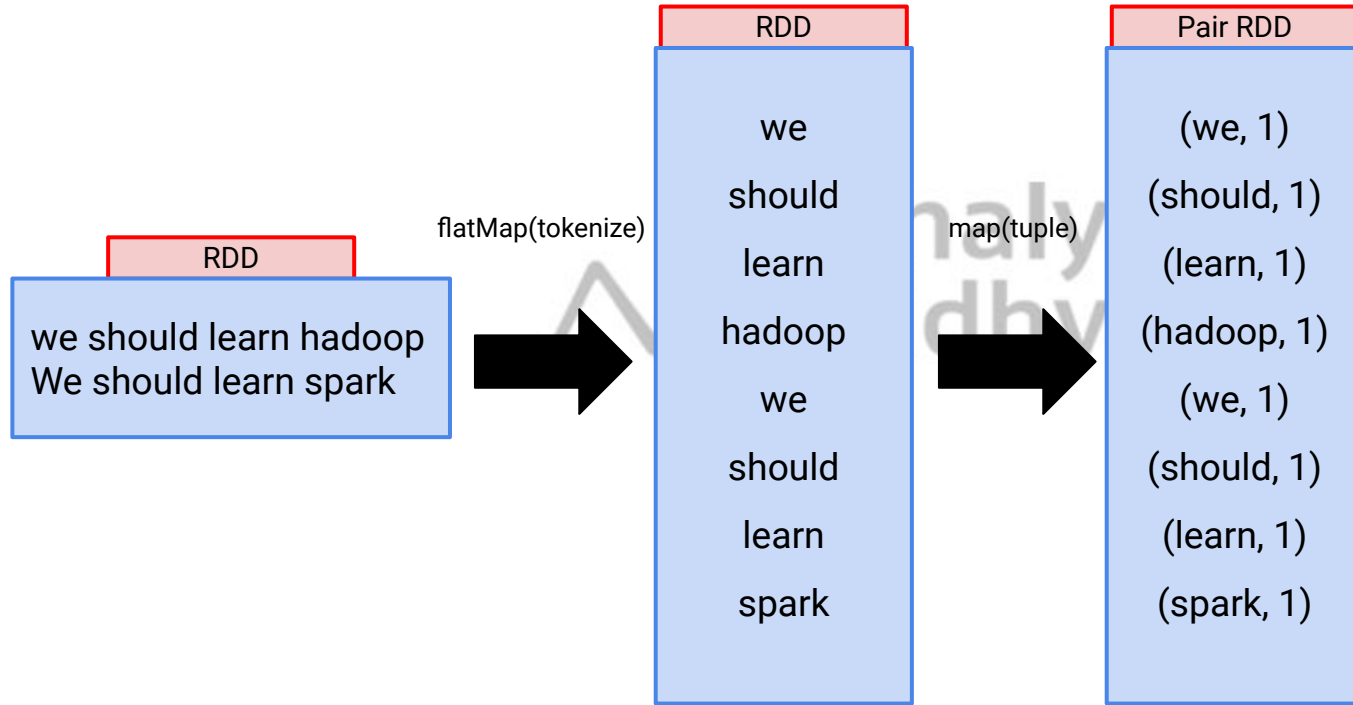 RDD
we should learn hadoop
We should learn spark
flatMap(tokenize)
RDD
we
should
learn
hadoop
we
should
learn
spark
map(tuple)
Pair RDD
(we, 1)
(should, 1)
(learn, 1)
(hadoop, 1)
(we, 1)
(should, 1)
(learn, 1)
(spark, 1)